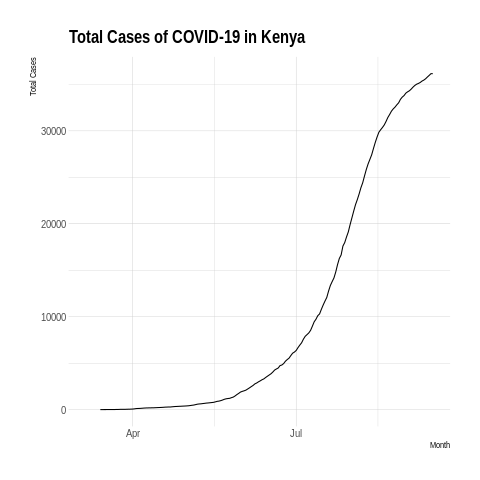 Total Cases of COVID-19 in Kenya
Total Cases
30000
20000
10000
0
Apr Jul
Month